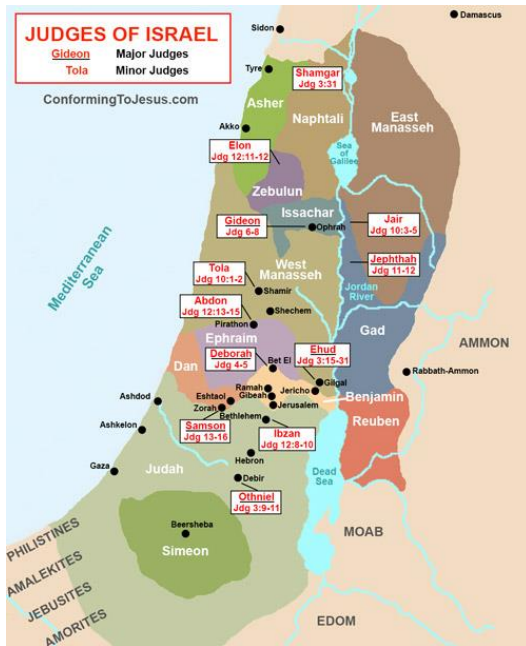 JUDGES OF ISRAEL
Gideon Major Judges
Tola Minor Judges
ConformingToJesus.com
Damascus
Sidon
Tyre
Shamgar
Jdg 3:31
Asher
Naphtali
East
Manasseh
Akko
Elon
Jdg 12:11-12
Sea
of
Galilee
Zebulun
Issachar
Gideon
Jdg 6-8
Ophrah
Jair
Jdg 10:3-5
Mediterranean
Sea
West
Manasseh
Jephthah
Jdg 11-12
Tola
Jdg 10:1-2
Shamir
Jordan
River
Abdon
Jdg 12:13-15
Shechem
Pirathon
Ephraim
Gad
AMMON
Deborah
Jdg 4-5
Bet El
Ehud
Jdg 3:15-31
Dan
Rabbath-Ammon
Ramah
Jericho
Gilgal
Ashdod
Eshtaol
Gibeah
Benjamin
Zorah
Jerusalem
Bethlehem
Reuben
Ashkelon
Samson
Jdg 13-16
Ibzan
Jdg 12:8-10
Hebron
Gaza
Judah
Dead
Sea
Debir
Othniel
Jdg 3:9-11
Beersheba
Simeon
MOAB
PHILISTINES
AMALEKITES
JEBUSITES
AMORITES
EDOM